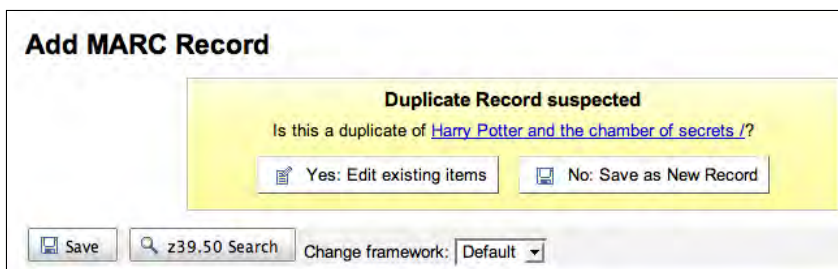 Add MARC Record
Duplicate Record suspected
Is this a duplicate of Harry Potter and the chamber of secrets /?
Yes: Edit existing items No: Save as New Record
Save z39.50 Search Change framework: Default